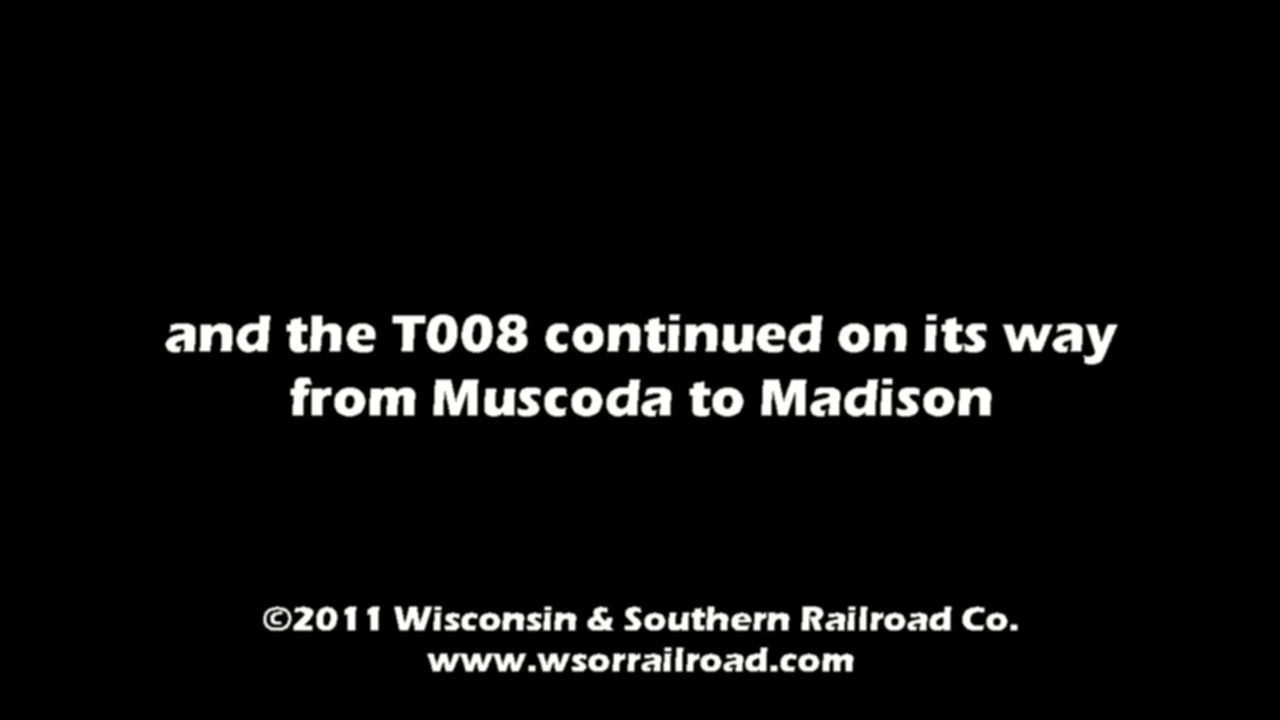 and the T008 continued on its way
from Muscoda to Madison
©2011 Wisconsin & Southern Railroad Co.
www.wsorrailroad.com